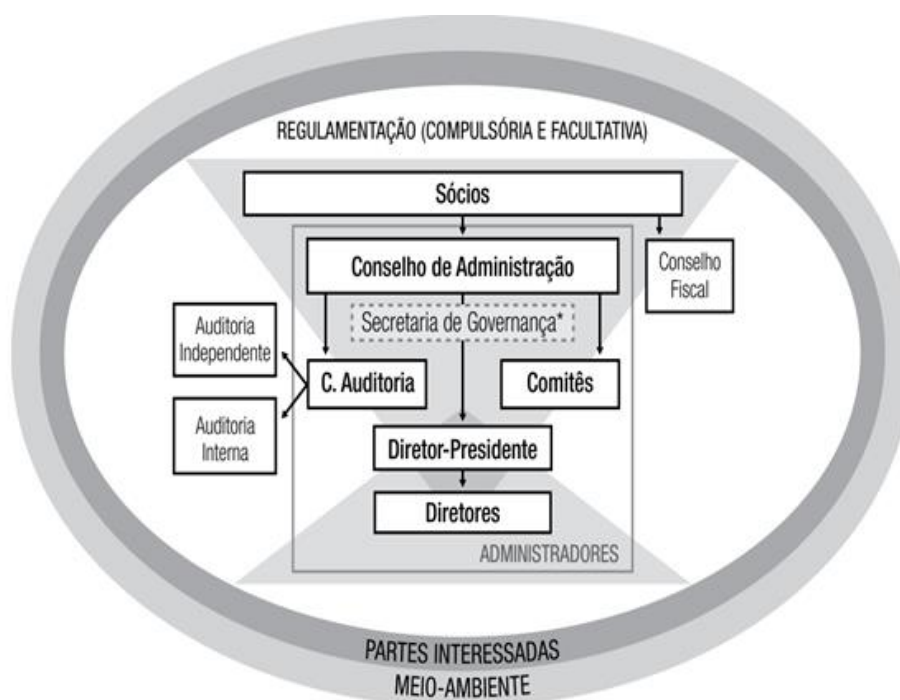 REGULAMENTAÇÃO (COMPULSÓRIA E FACULTATIVA)
Sócios
Conselho de Administração
Conselho
Fiscal
Secretaria de Governança*
Auditoria
Independente
C. Auditoria
Comitês
Auditoria
Interna
Diretor-Presidente
Diretores
ADMINISTRADORES
PARTES INTERESSADAS
MEIO-AMBIENTE